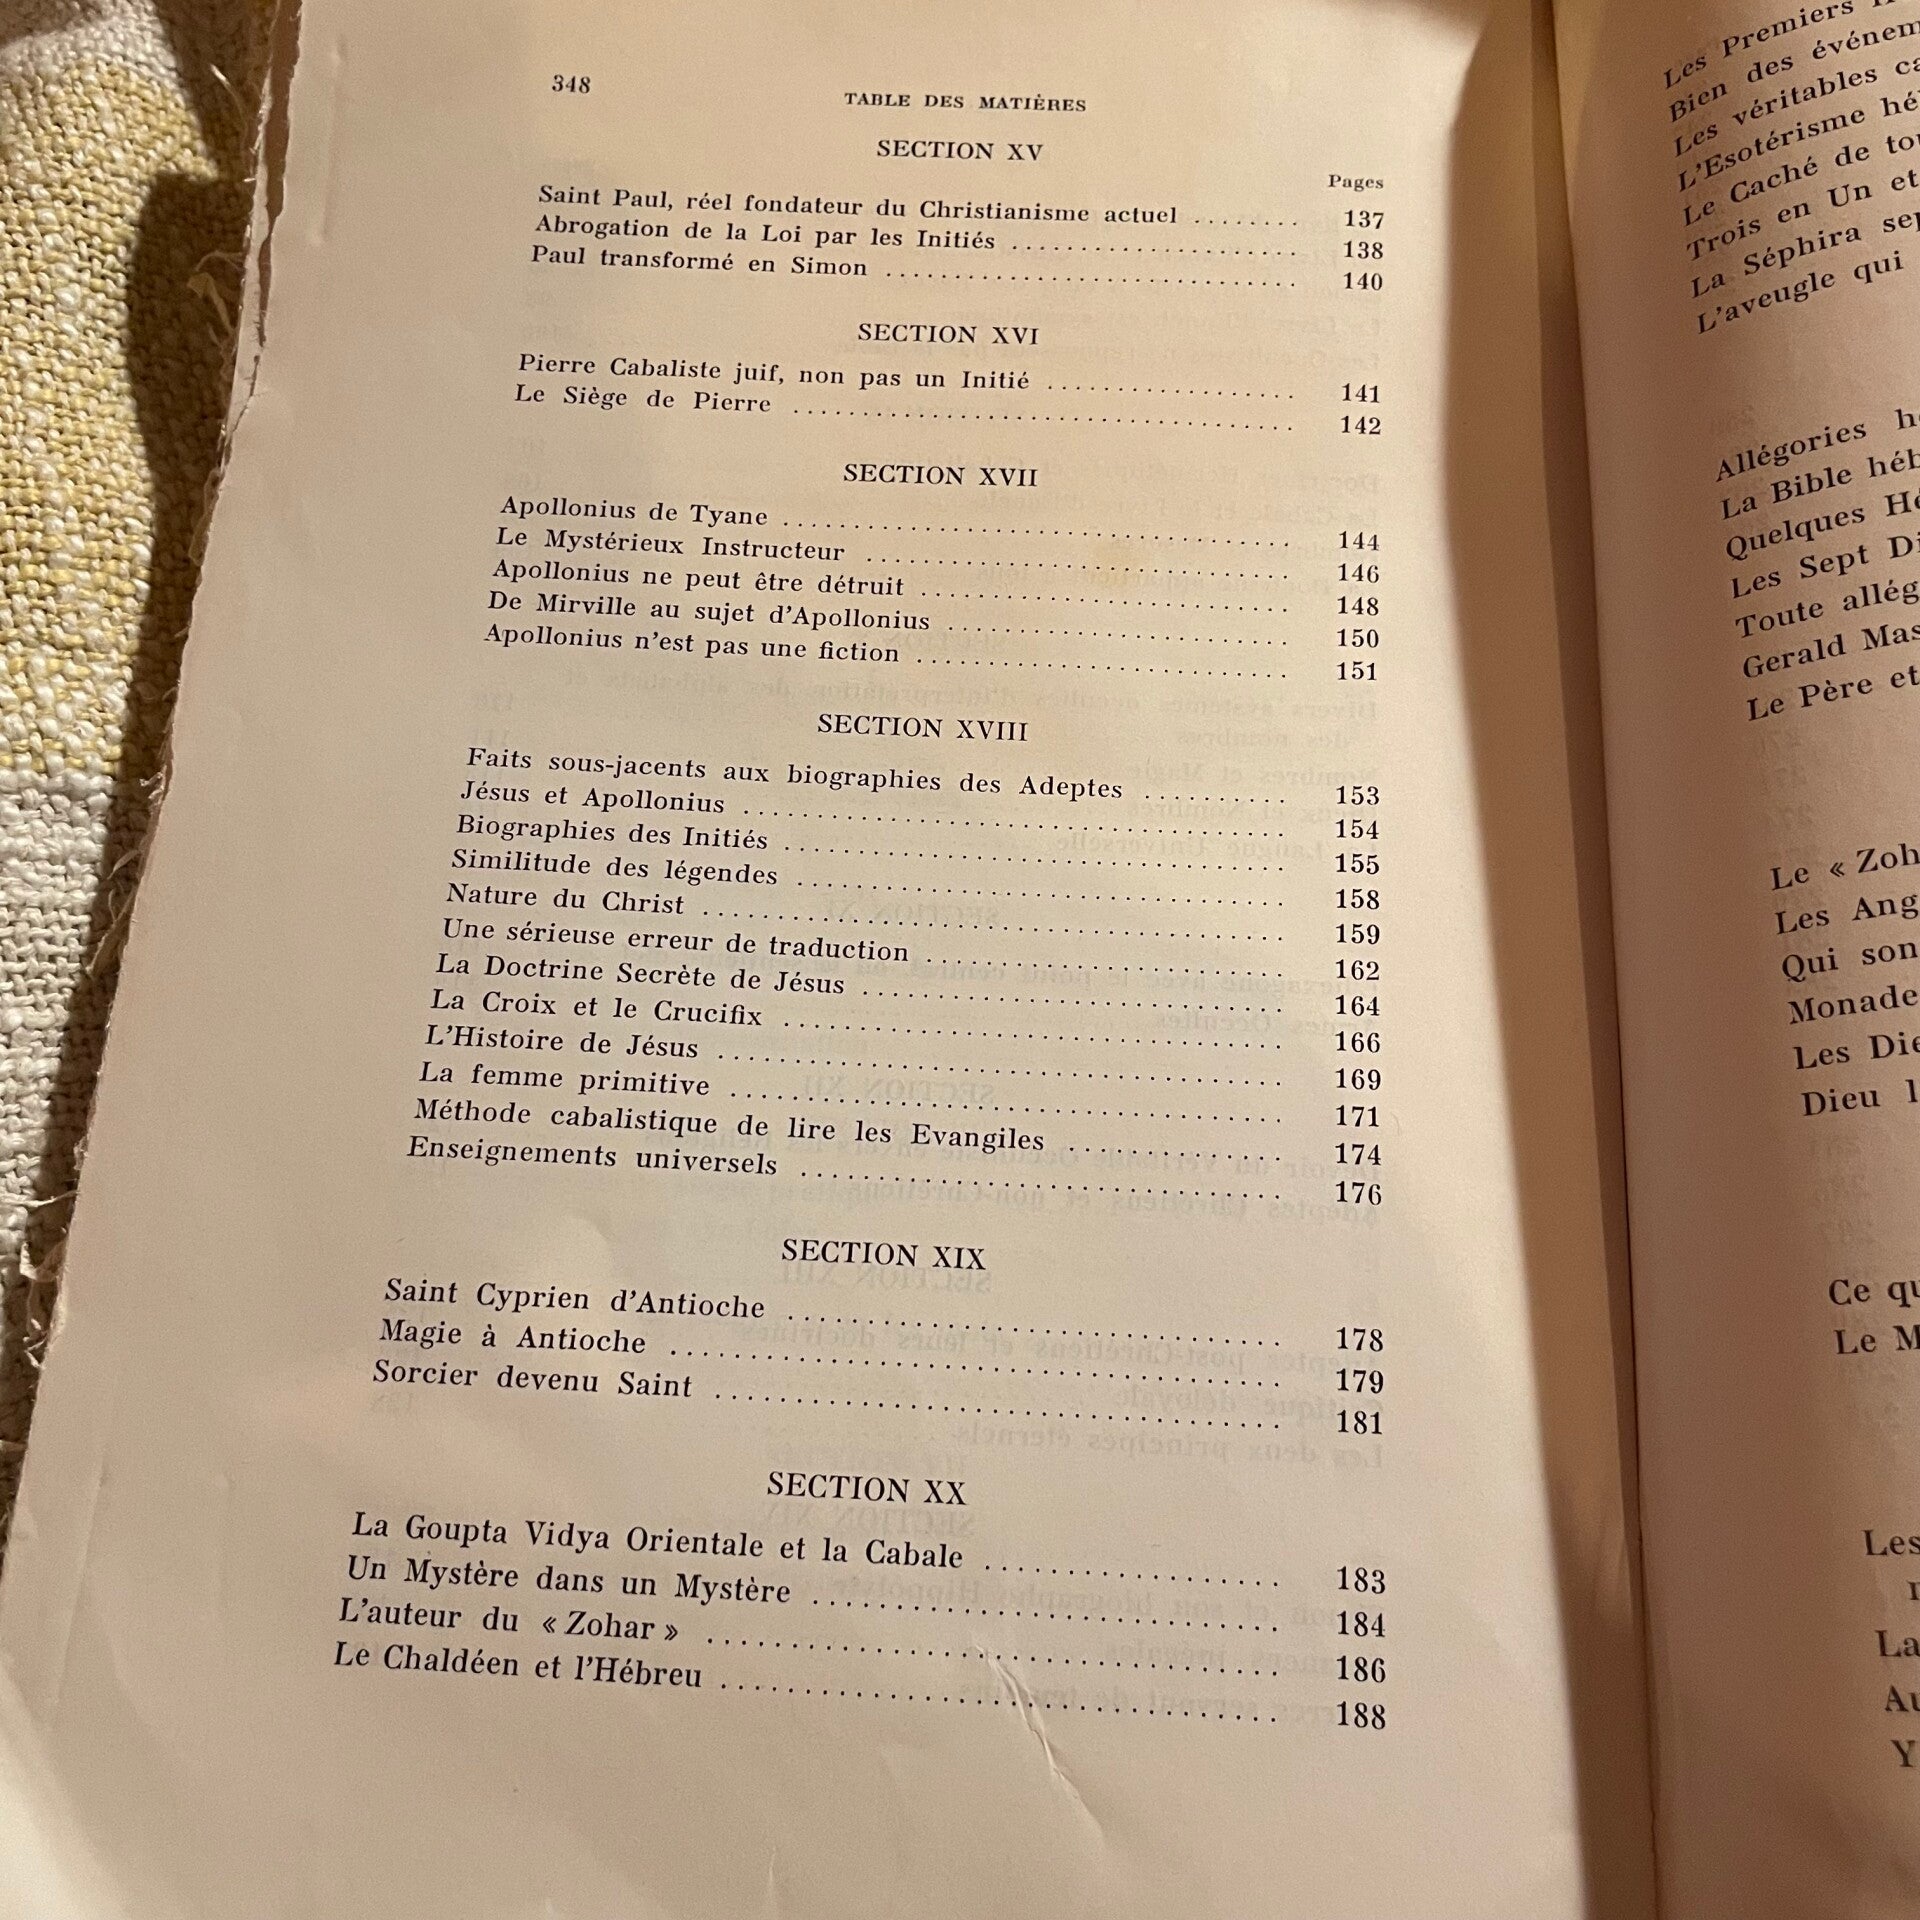 348
TABLE DES MATIÈRES
SECTION XV
Pages
Saint Paul, réel fondateur du Christianisme actuel ........ 137
Abrogation de la Loi par les Initiés ..................... 138
Paul transformé en Simon .............................. 140
SECTION XVI
Pierre Cabaliste juif, non pas un Initié .................. 141
Le Siège de Pierre .................................... 142
SECTION XVII
Apollonius de Tyane ..................................... 144
Le Mystérieux Instructeur ............................... 146
Apollonius ne peut être détruit ........................... 148
De Mirville au sujet d'Apollonius ......................... 150
Apollonius n'est pas une fiction ........................... 151
SECTION XVIII
Faits sous-jacents aux biographies des Adeptes .......... 153
Jésus et Apollonius ..................................... 154
Biographies des Initiés .................................. 155
Similitude des légendes .................................. 158
Nature du Christ ........................................ 159
Une sérieuse erreur de traduction ......................... 162
La Doctrine Secrète de Jésus ............................. 164
La Croix et le Crucifix ................................... 166
L'Histoire de Jésus ...................................... 169
La femme primitive ...................................... 171
Méthode cabalistique de lire les Evangiles ............... 174
Enseignements universels ................................ 176
SECTION XIX
Saint Cyprien d'Antioche ................................ 178
Magie à Antioche ....................................... 179
Sorcier devenu Saint .................................... 181
SECTION XX
La Goupta Vidya Orientale et la Cabale .................. 183
Un Mystère dans un Mystère ............................. 184
L'auteur du « Zohar » ................................... 186
Le Chaldéen et l'Hébreu ................................. 188
Les Premiers
Bien des
Les véritables
L'Esotérisme
Le Caché de
Trois en Un et
La Séphira
L'aveugle qui
Allégories
La Bible
Quelques
Les Sept
Toute
Gerald
Le Père et
Le «
Les
Qui
Les
Dieu
Ce
Le
Les